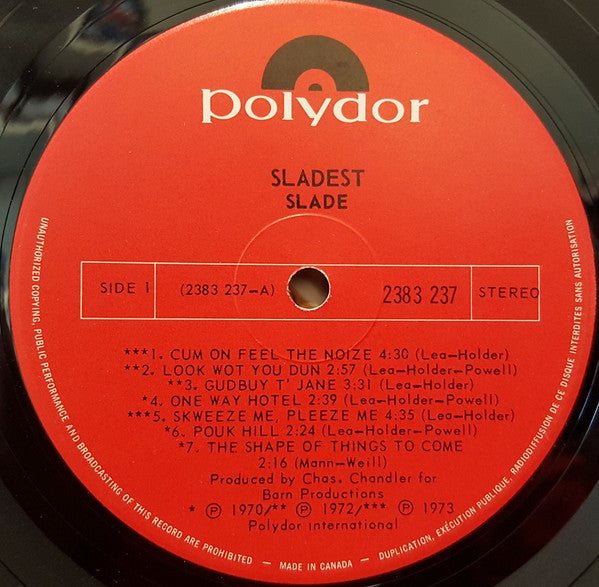 polydor
SLADEST
SLADE
SIDE 1 (2383 237-A) 2383 237 STEREO
***1. CUM ON FEEL THE NOIZE 4:30 (Lea-Holder)
**2. LOOK WOT YOU DUN 2:57 (Lea-Holder-Powell)
**3. GUDBUY T' JANE 3:31 (Lea-Holder)
*4. ONE WAY HOTEL 2:39 (Lea-Holder-Powell)
***5. SKWEEZE ME, PLEEZE ME 4:35 (Lea-Holder)
*6. POUK HILL 2:24 (Lea-Holder-Powell)
*7. THE SHAPE OF THINGS TO COME
2:16 (Mann-Weill)
Produced by Chas. Chandler for
Barn Productions
* ℗ 1970/** ℗ 1972/*** ℗ 1973
Polydor international
UNAUTHORIZED COPYING, PUBLIC PERFORMANCE AND BROADCASTING OF THIS RECORD ARE PROHIBITED – MADE IN CANADA – DUPLICATION, EXÉCUTION PUBLIQUE, RADIODIFFUSION DE CE DISQUE INTERDITES SANS AUTORISATION